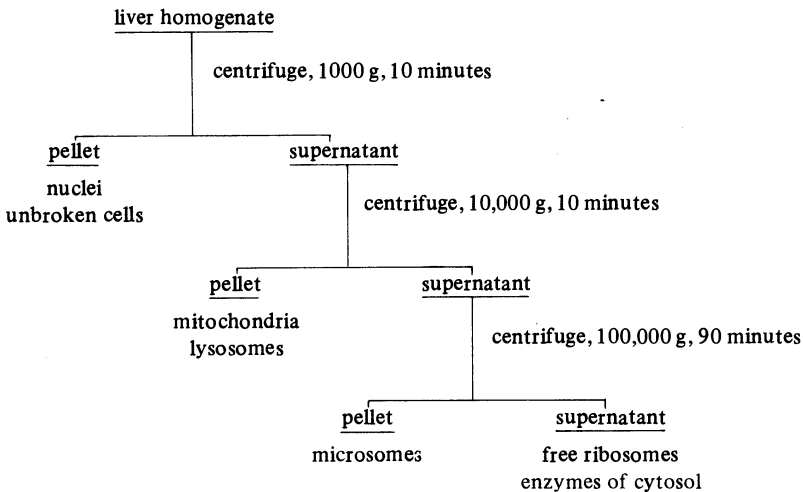 liver homogenate
centrifuge, 1000 g, 10 minutes
pellet
supernatant
nuclei
unbroken cells
centrifuge, 10,000 g, 10 minutes
pellet
supernatant
mitochondria
lysosomes
centrifuge, 100,000 g, 90 minutes
pellet
supernatant
microsomes
free ribosomes
enzymes of cytosol